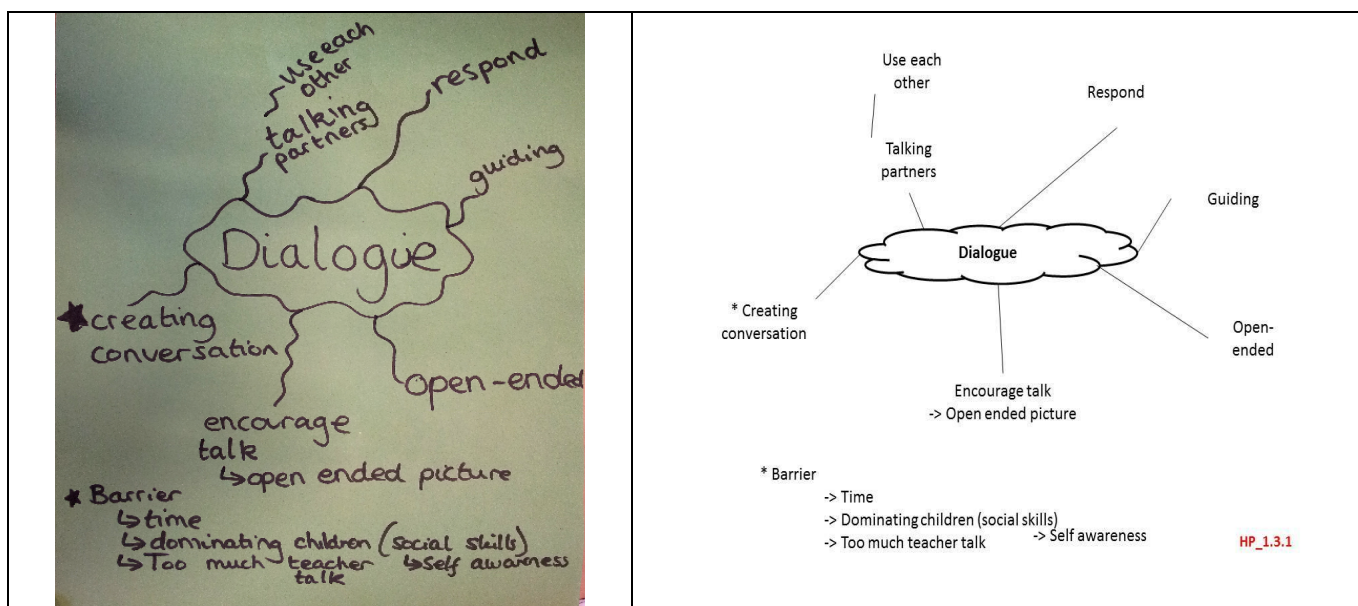 use each
other
talking
partners
respond
guiding
Dialogue
★creating
conversation
open-ended
encourage
talk
↳open ended picture
★ Barrier
↳time
↳dominating children (social skills)
↳Too much teacher
talk
↳self awareness
Use each
other
Respond
Talking
partners
Guiding
Dialogue
* Creating
conversation
Open-
ended
Encourage talk
-> Open ended picture
* Barrier
-> Time
-> Dominating children (social skills)
-> Too much teacher talk
-> Self awareness
HP_1.3.1